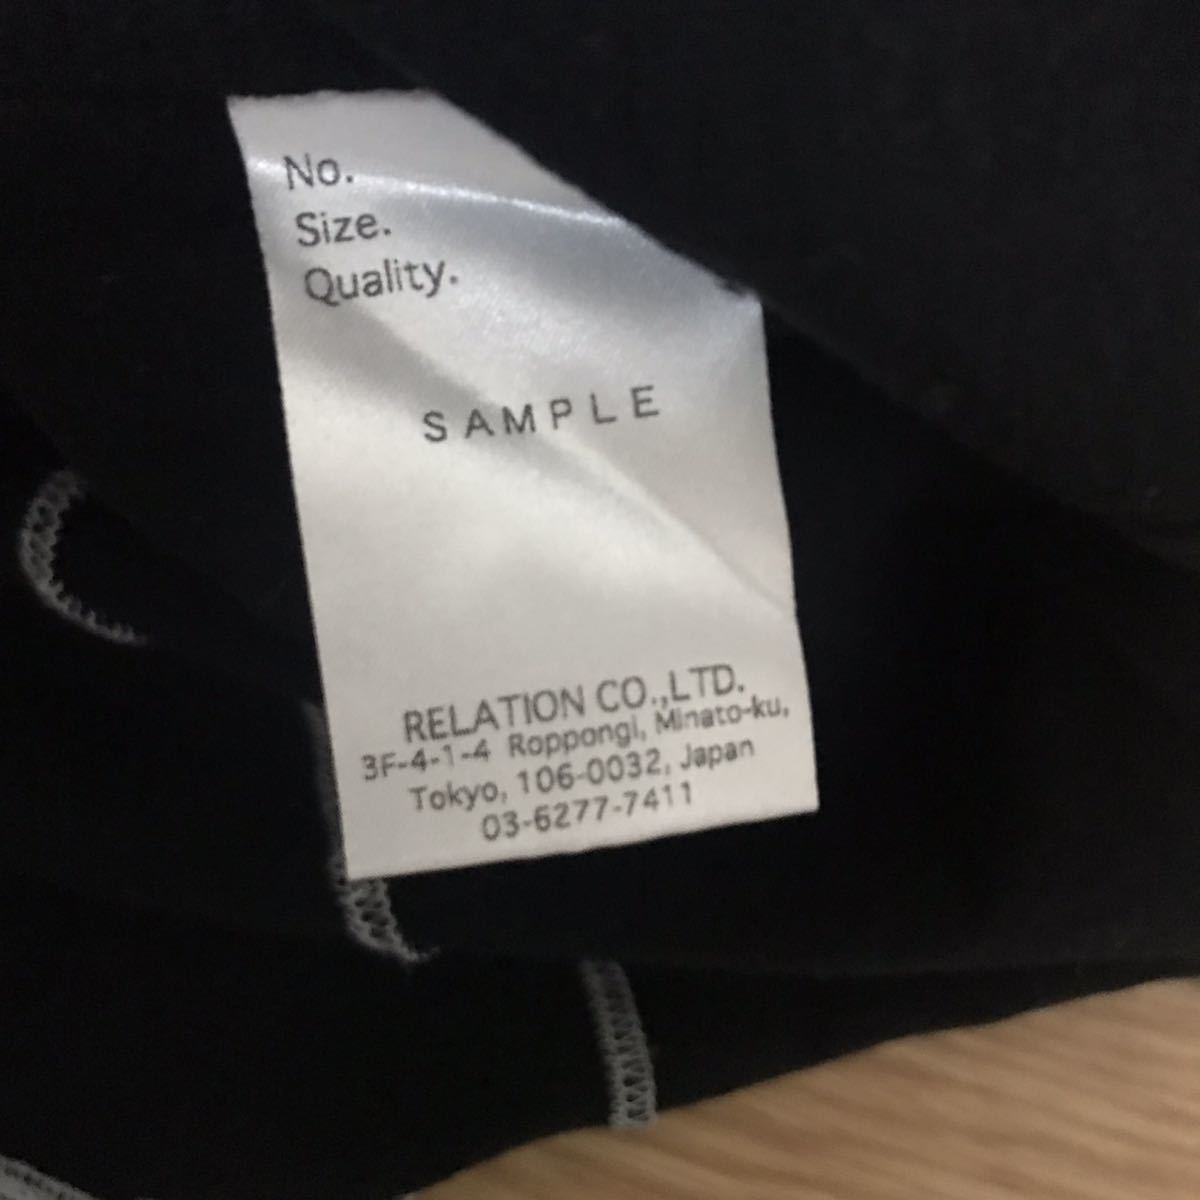 No.
Size.
Quality.
SAMPLE
RELATION CO.,LTD.
3F-4-1-4 Roppongi, Minato-ku,
Tokyo, 106-0032, Japan
03-6277-7411